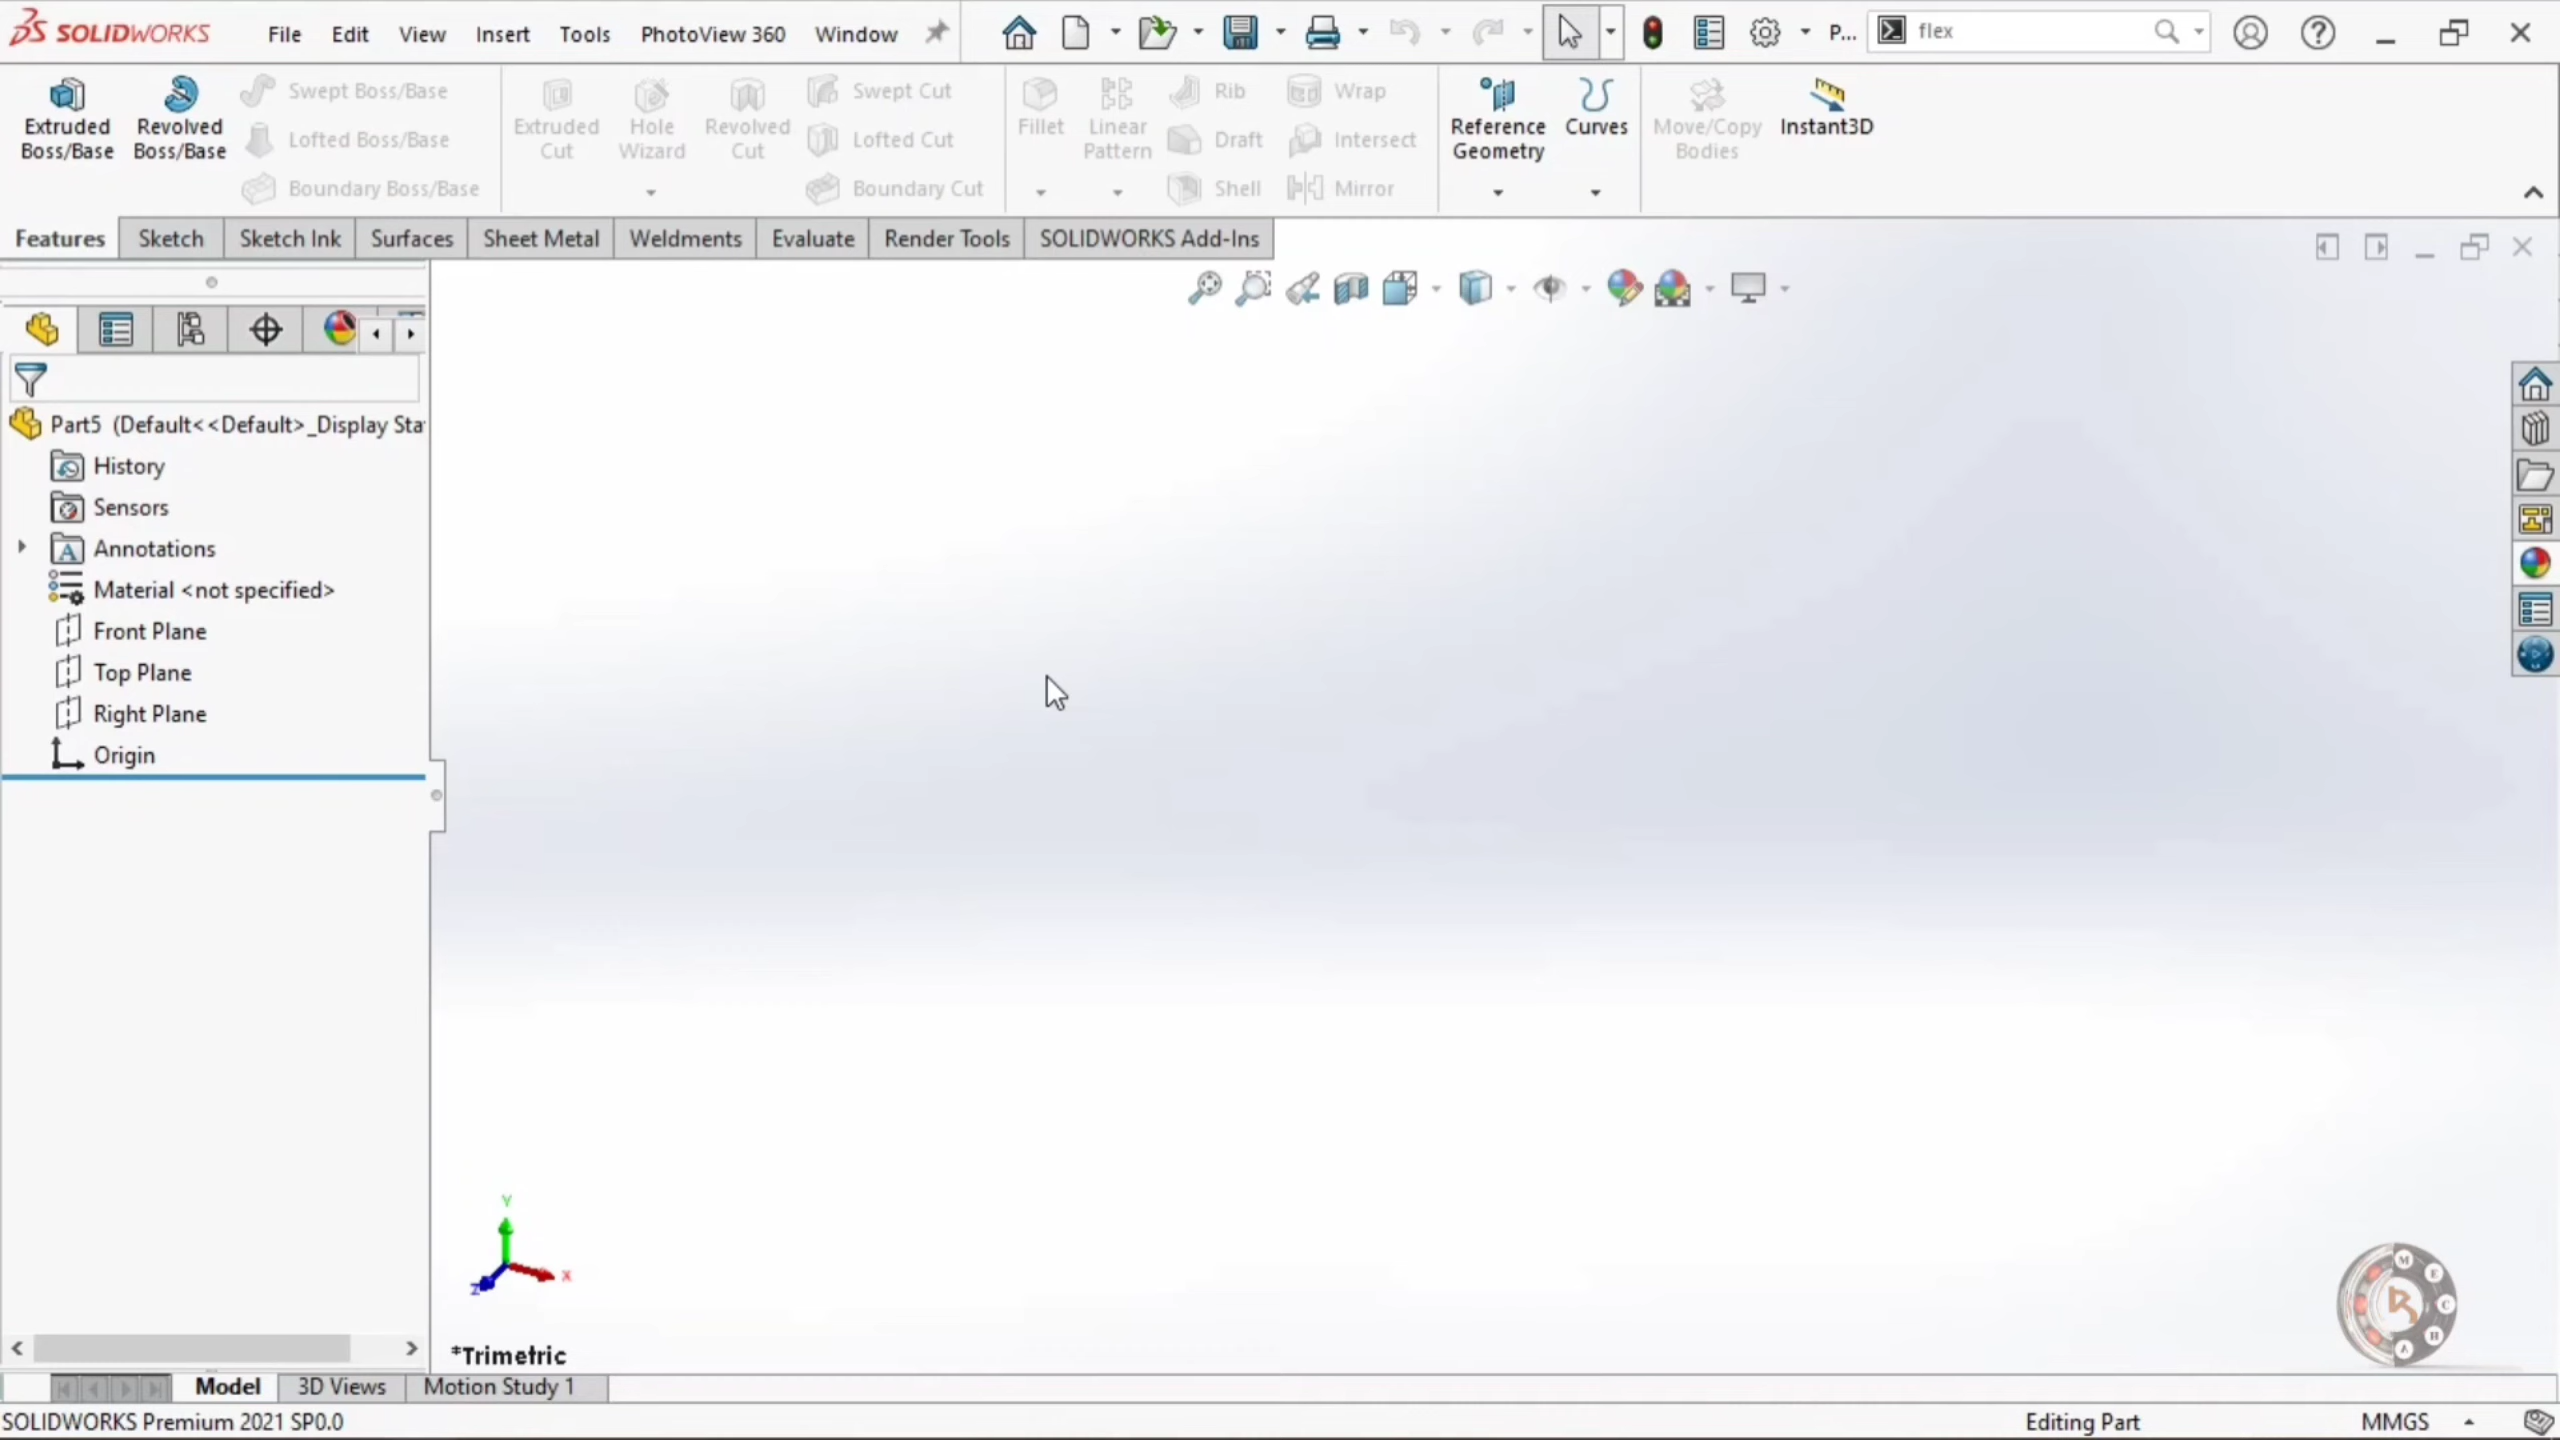 SOLIDWORKS File Edit View Insert Tools PhotoView 360 Window P... flex
Extruded Boss/Base
Revolved Boss/Base
Swept Boss/Base
Lofted Boss/Base
Boundary Boss/Base
Extruded Cut
Hole Wizard
Revolved Cut
Swept Cut
Lofted Cut
Boundary Cut
Fillet
Linear Pattern
Rib
Draft
Shell
Wrap
Intersect
Mirror
Reference Geometry
Curves
Move/Copy Bodies
Instant3D
Features Sketch Sketch Ink Surfaces Sheet Metal Weldments Evaluate Render Tools SOLIDWORKS Add-Ins
Part5 (Default<<Default>_Display Sta
History
Sensors
Annotations
Material <not specified>
Front Plane
Top Plane
Right Plane
Origin
Y
X
Z
M
E
C
H
A
*Trimetric
Model 3D Views Motion Study 1
SOLIDWORKS Premium 2021 SP0.0 Editing Part MMGS